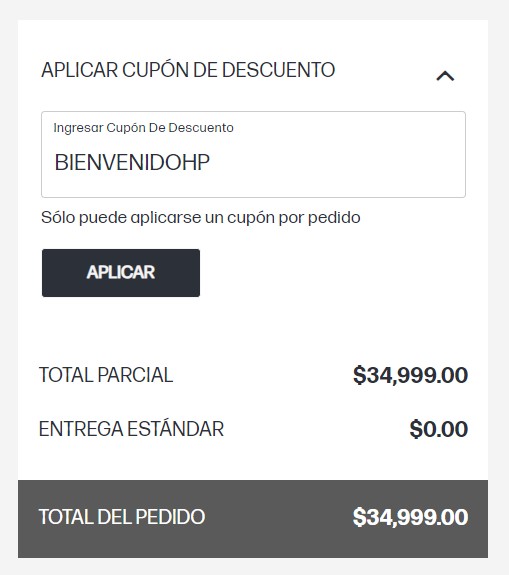 APLICAR CUPÓN DE DESCUENTO
Ingresar Cupón De Descuento
BIENVENIDOHP
Sólo puede aplicarse un cupón por pedido
APLICAR
TOTAL PARCIAL $34,999.00
ENTREGA ESTÁNDAR $0.00
TOTAL DEL PEDIDO $34,999.00